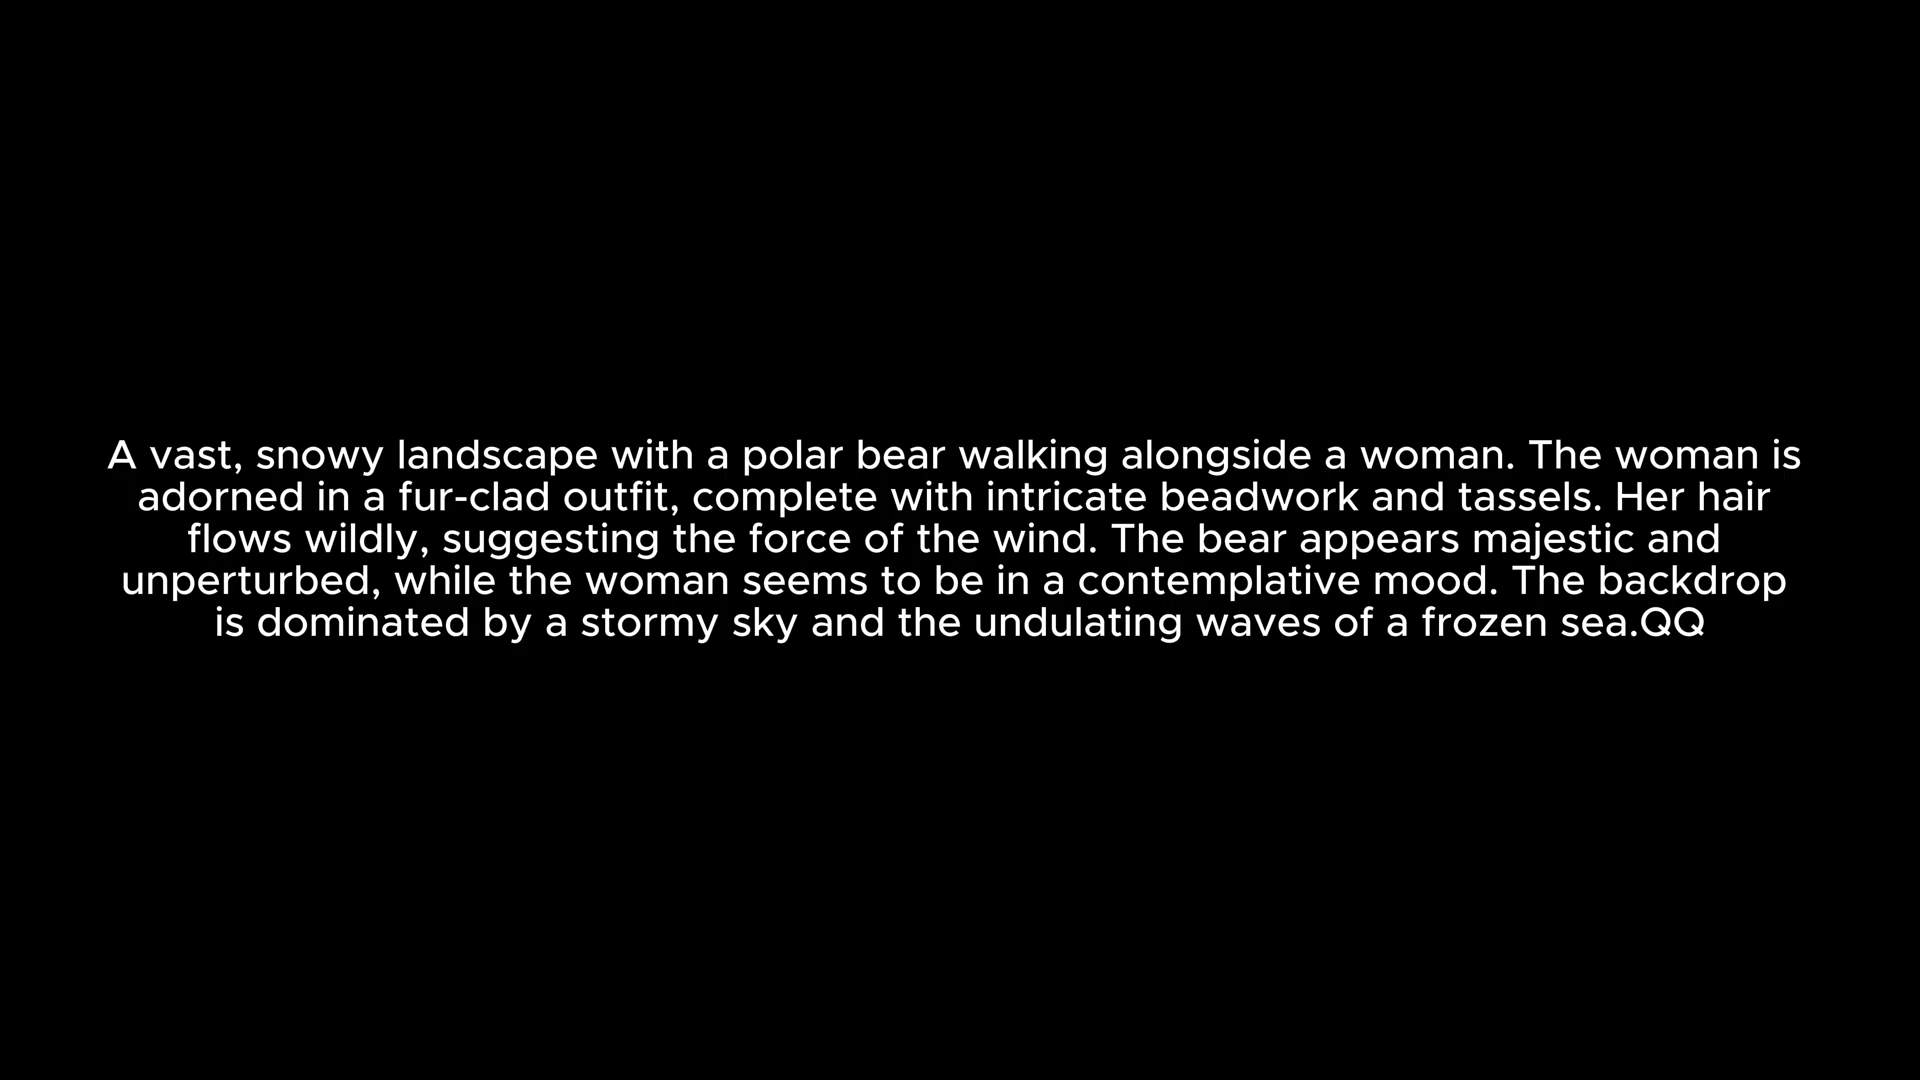 A vast, snowy landscape with a polar bear walking alongside a woman. The woman is
adorned in a fur-clad outfit, complete with intricate beadwork and tassels. Her hair
flows wildly, suggesting the force of the wind. The bear appears majestic and
unperturbed, while the woman seems to be in a contemplative mood. The backdrop
is dominated by a stormy sky and the undulating waves of a frozen sea.QQ